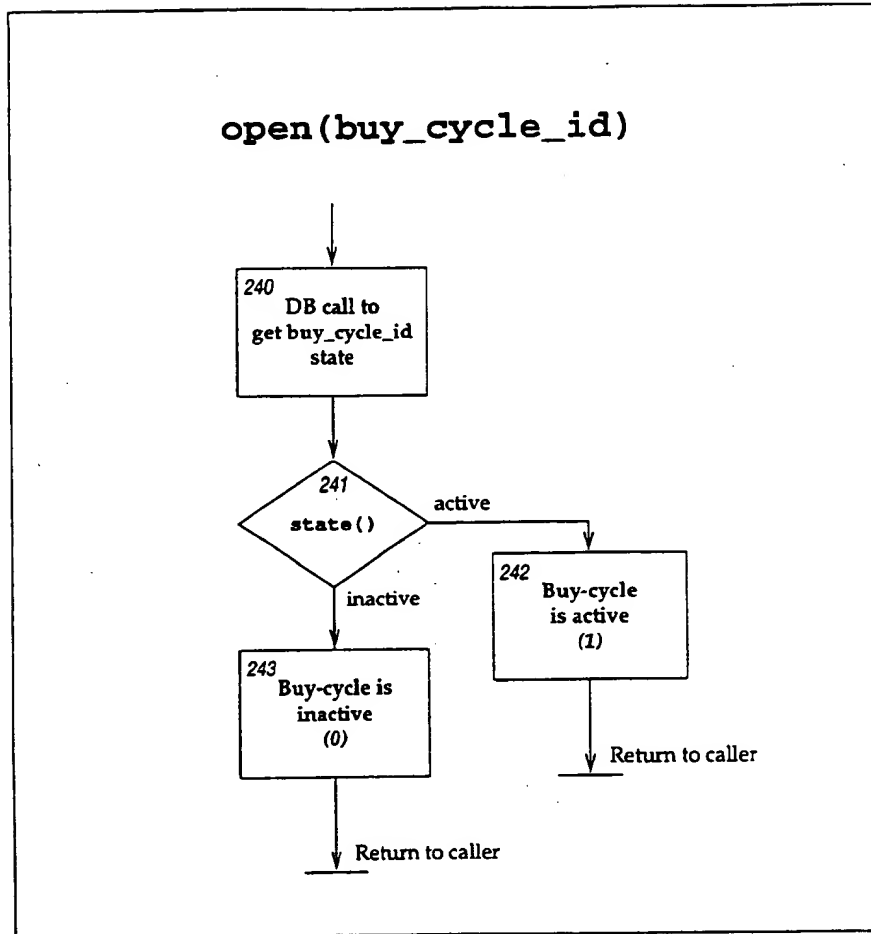 open(buy_cycle_id)
240
DB call to
get buy_cycle_id
state
241
state()
active
inactive
242
Buy-cycle
is active
(1)
243
Buy-cycle is
inactive
(0)
Return to caller
Return to caller